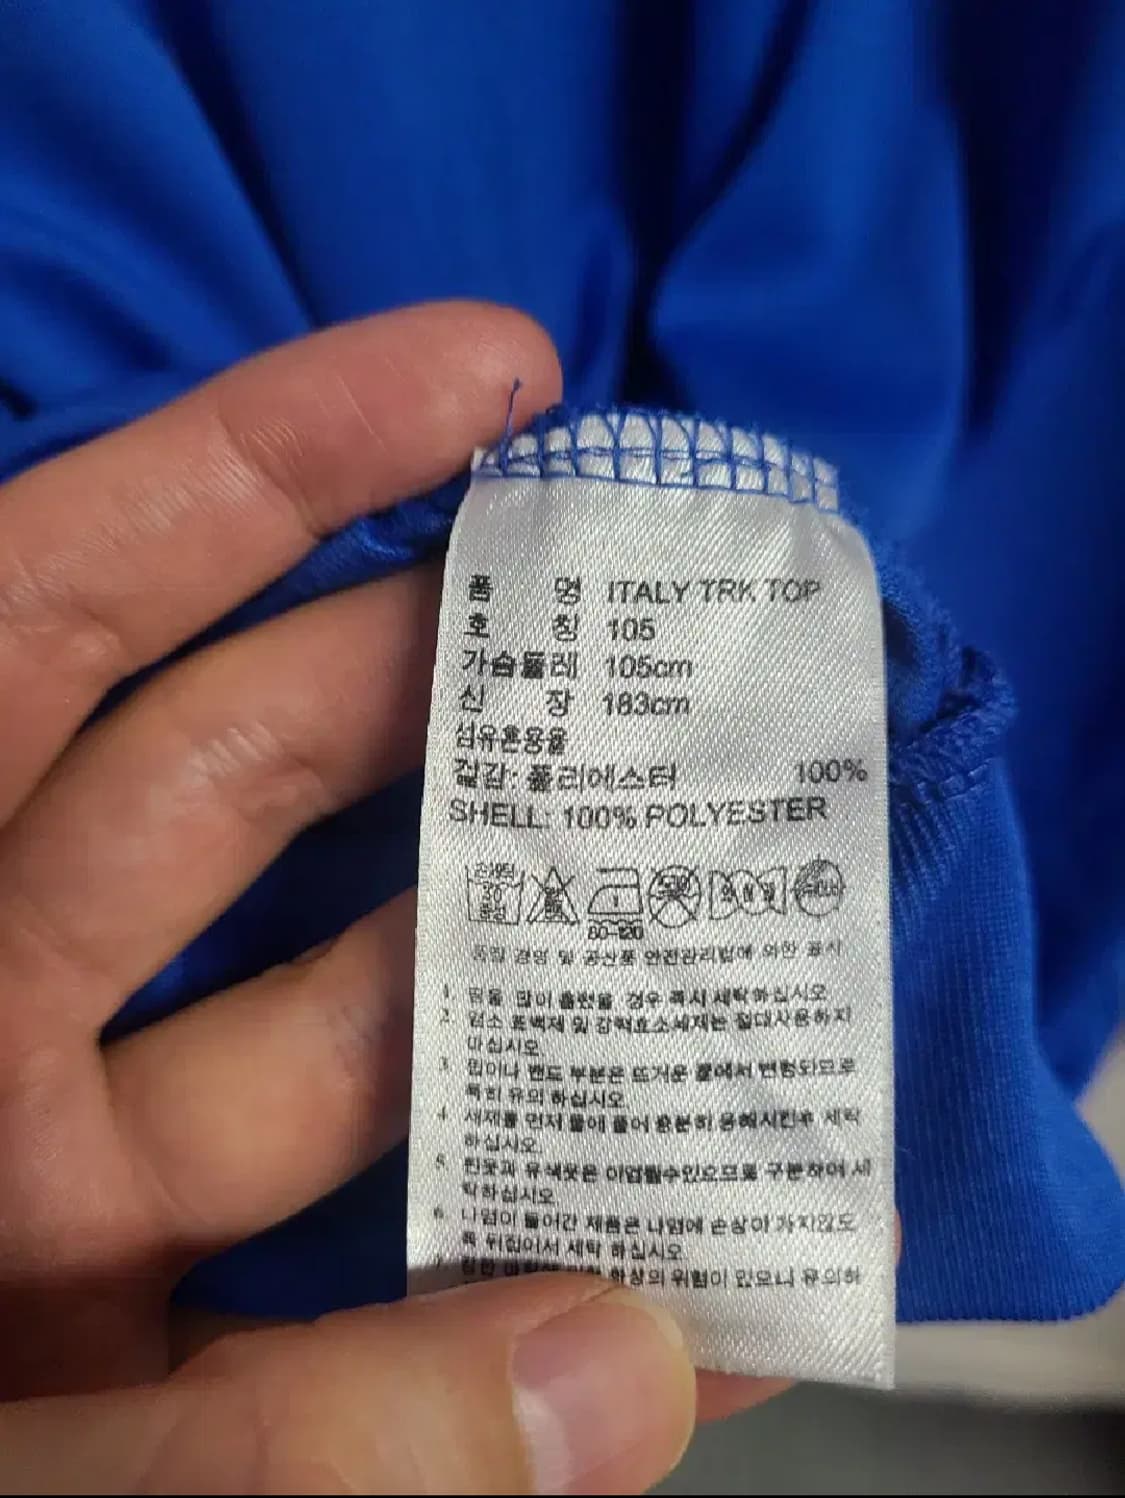 품 명 ITALY TRK TOP
호 칭 105
가슴둘레 105cm
신 장 183cm
섬유혼용율
겉감: 폴리에스터 100%
SHELL: 100% POLYESTER
80-120
품질 경영 및 공산품 안전관리법에 의한 표시
1. 땀을 많이 흘렸을 경우 즉시 세탁하십시오
2. 염소 표백제 및 강력효소세제는 절대사용하지
마십시오
3. 밴드 부분은 뜨거운 물에서 변형되므로
특히 유의 하십시오
4. 세제를 먼저 물에 풀어 충분히 용해시킨후 세탁
하십시오.
5. 흰옷과 유색옷은 이염될수있으므로 구분하여 세
탁하십시오
6. 나염이 들어간 제품은 나염에 손상이 가지않도
록 뒤집어서 세탁 하십시오
7. 화상의 위험이 있으니 유의하